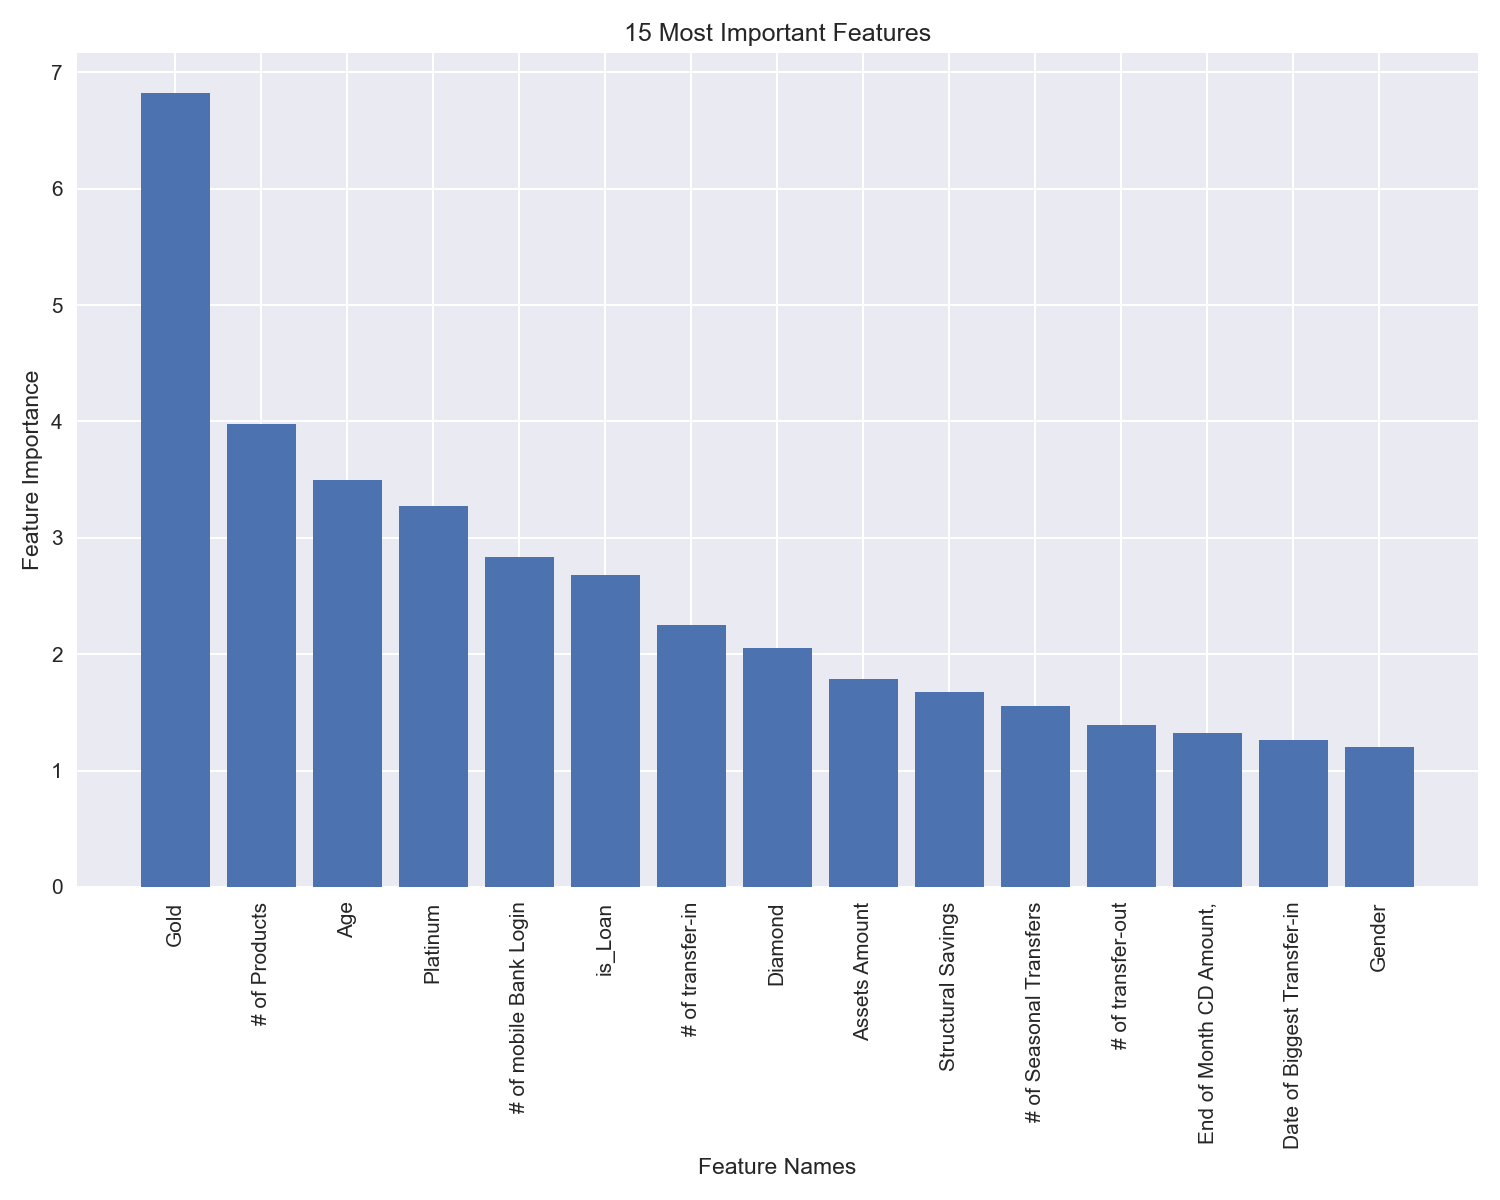 15 Most Important Features
7
6
5
4
3
2
1
0
Feature Importance
Gold
# of Products
Age
Platinum
# of mobile Bank Login
is_Loan
# of transfer-in
Diamond
Assets Amount
Structural Savings
# of Seasonal Transfers
# of transfer-out
End of Month CD Amount,
Date of Biggest Transfer-in
Gender
Feature Names